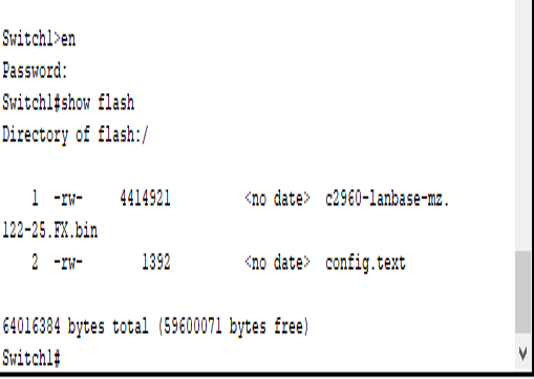 Switch1>en
Password:
Switch1#show flash
Directory of flash:/
1 -rw- 4414921 <no date> c2960-lanbase-mz.
122-25.FX.bin
2 -rw- 1392 <no date> config.text
64016384 bytes total (59600071 bytes free)
Switch1#